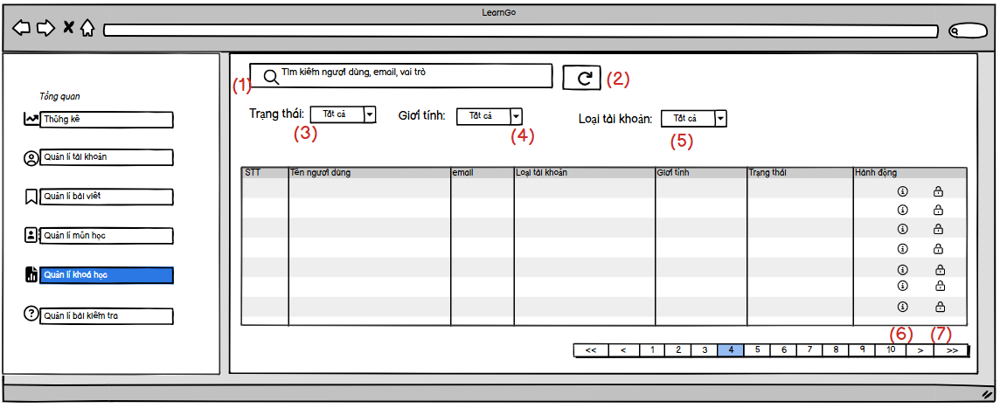 LearnGo
Tìm kiếm người dùng, email, vai trò
(1)
(2)
Tổng quan
Thống kê
Quản lí tài khoản
Quản lí bài viết
Quản lí môn học
Quản lí khoá học
Quản lí bài kiểm tra
Trạng thái: Tất cả Giới tính: Tất cả Loại tài khoản: Tất cả
(3) (4) (5)
STT Tên người dùng email Loại tài khoản Giới tính Trạng thái Hành động
(6) (7)
<< < 1 2 3 4 5 6 7 8 9 10 > >>